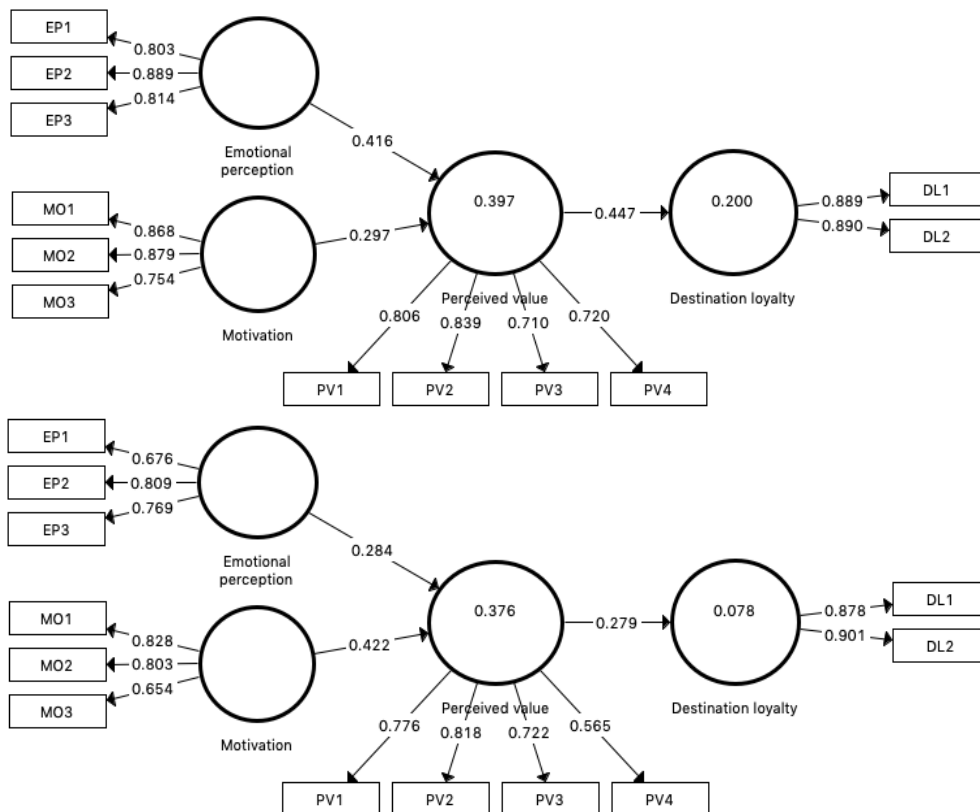 EP1
0.803
EP2
0.889
EP3
0.814
Emotional
perception
0.416
MO1
0.868
MO2
0.879
MO3
0.754
Motivation
0.297
0.397
Perceived value
0.447
0.200
Destination loyalty
0.889
DL1
0.890
DL2
0.806
0.839
0.710
0.720
PV1
PV2
PV3
PV4
EP1
0.676
EP2
0.809
EP3
0.769
Emotional
perception
0.284
MO1
0.828
MO2
0.803
MO3
0.654
Motivation
0.422
0.376
Perceived value
0.279
0.078
Destination loyalty
0.878
DL1
0.901
DL2
0.776
0.818
0.722
0.565
PV1
PV2
PV3
PV4